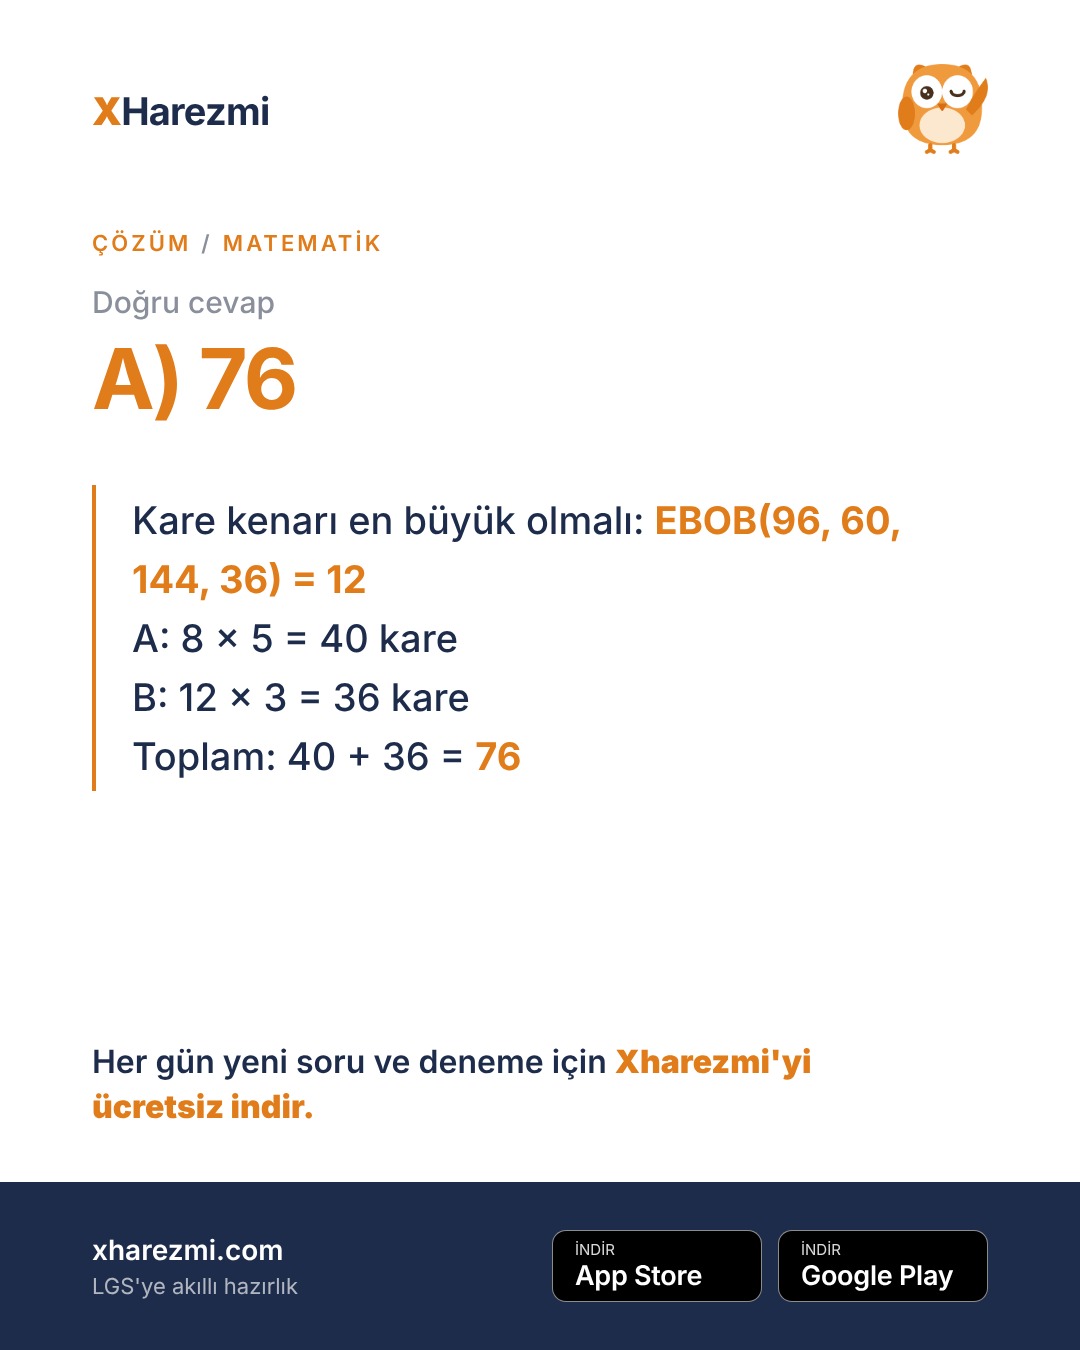 XHarezmi
ÇÖZÜM / MATEMATİK
Doğru cevap
A) 76
Kare kenarı en büyük olmalı: EBOB(96, 60,
144, 36) = 12
A: 8 × 5 = 40 kare
B: 12 × 3 = 36 kare
Toplam: 40 + 36 = 76
Her gün yeni soru ve deneme için Xharezmi'yi
ücretsiz indir.
xharezmi.com
LGS'ye akıllı hazırlık
İNDİR
App Store
İNDİR
Google Play